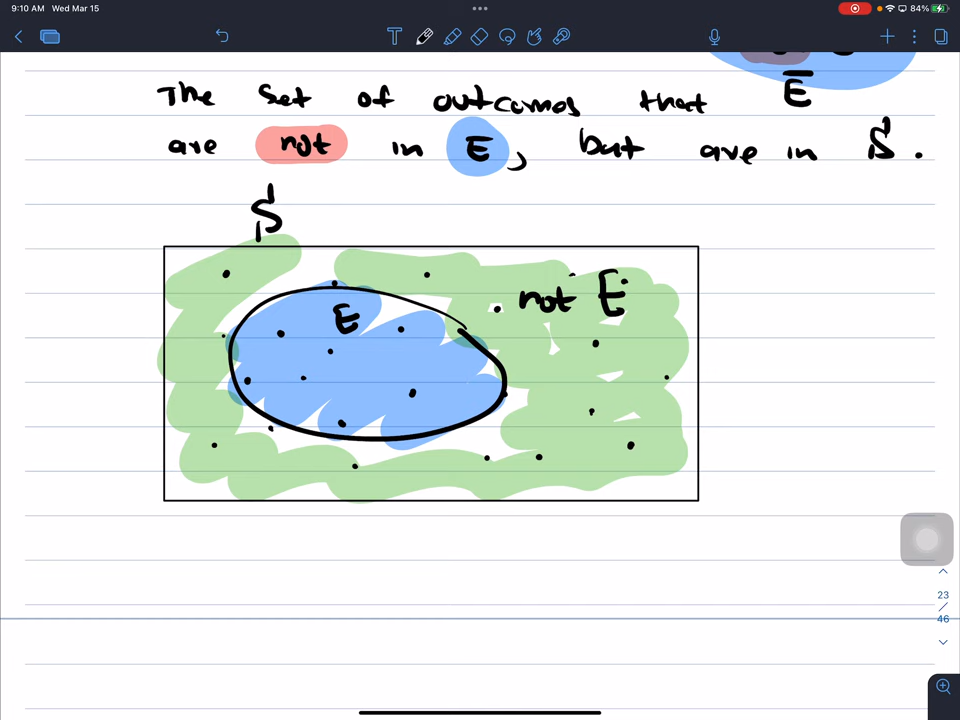 9:10 AM Wed Mar 15
84%
T
E
The set of outcomes that
are not in E, but are in S.
S
E
not E
23
/
46